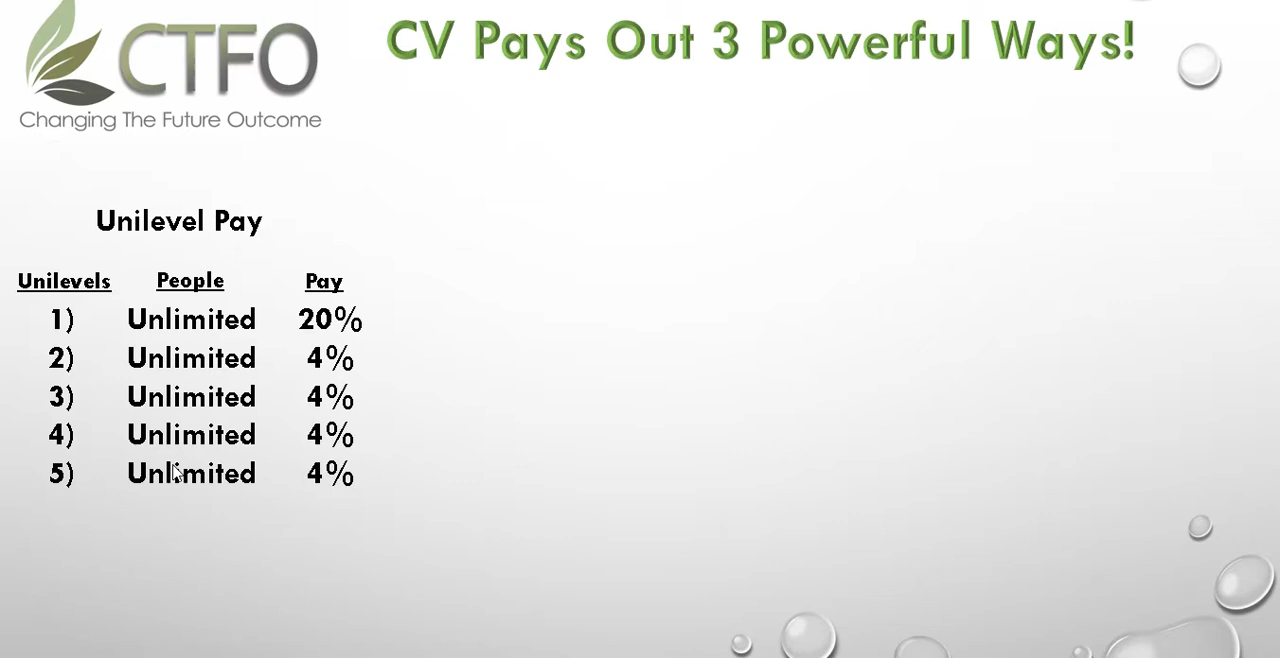 CTFO
Changing The Future Outcome
CV Pays Out 3 Powerful Ways!
Unilevel Pay
Unilevels People Pay
1) Unlimited 20%
2) Unlimited 4%
3) Unlimited 4%
4) Unlimited 4%
5) Unlimited 4%